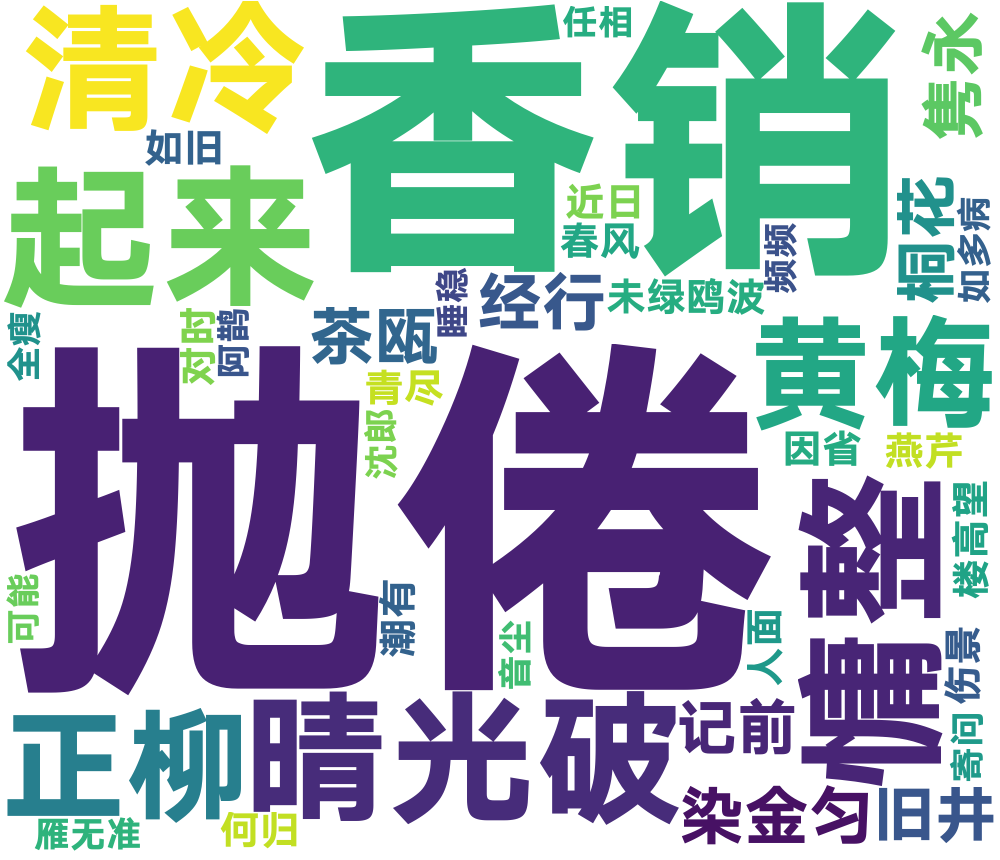 清冷
香销
任相
隽永
如旧
起来
近日
春风
频频
桐花
如多病
睡稳
经行
未绿鸥波
全瘦
对时
阿鹊
茶瓯
黄梅
青尽
沈郎
因省
燕芹
抛倦
慵整
楼高望
可能
潮有
音尘
人面
伤景
正柳
晴光破
记前
寄问
雁无准
何归
染金匀
旧井